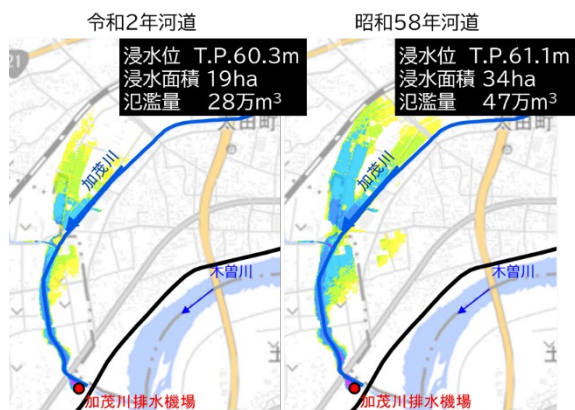 令和2年河道
浸水位 T.P.60.3m
浸水面積 19ha
氾濫量 28万m³
21
加茂川
太田町
木曽川
加茂川排水機場
昭和58年河道
浸水位 T.P.61.1m
浸水面積 34ha
氾濫量 47万m³
加茂川
太田町
木曽川
加茂川排水機場